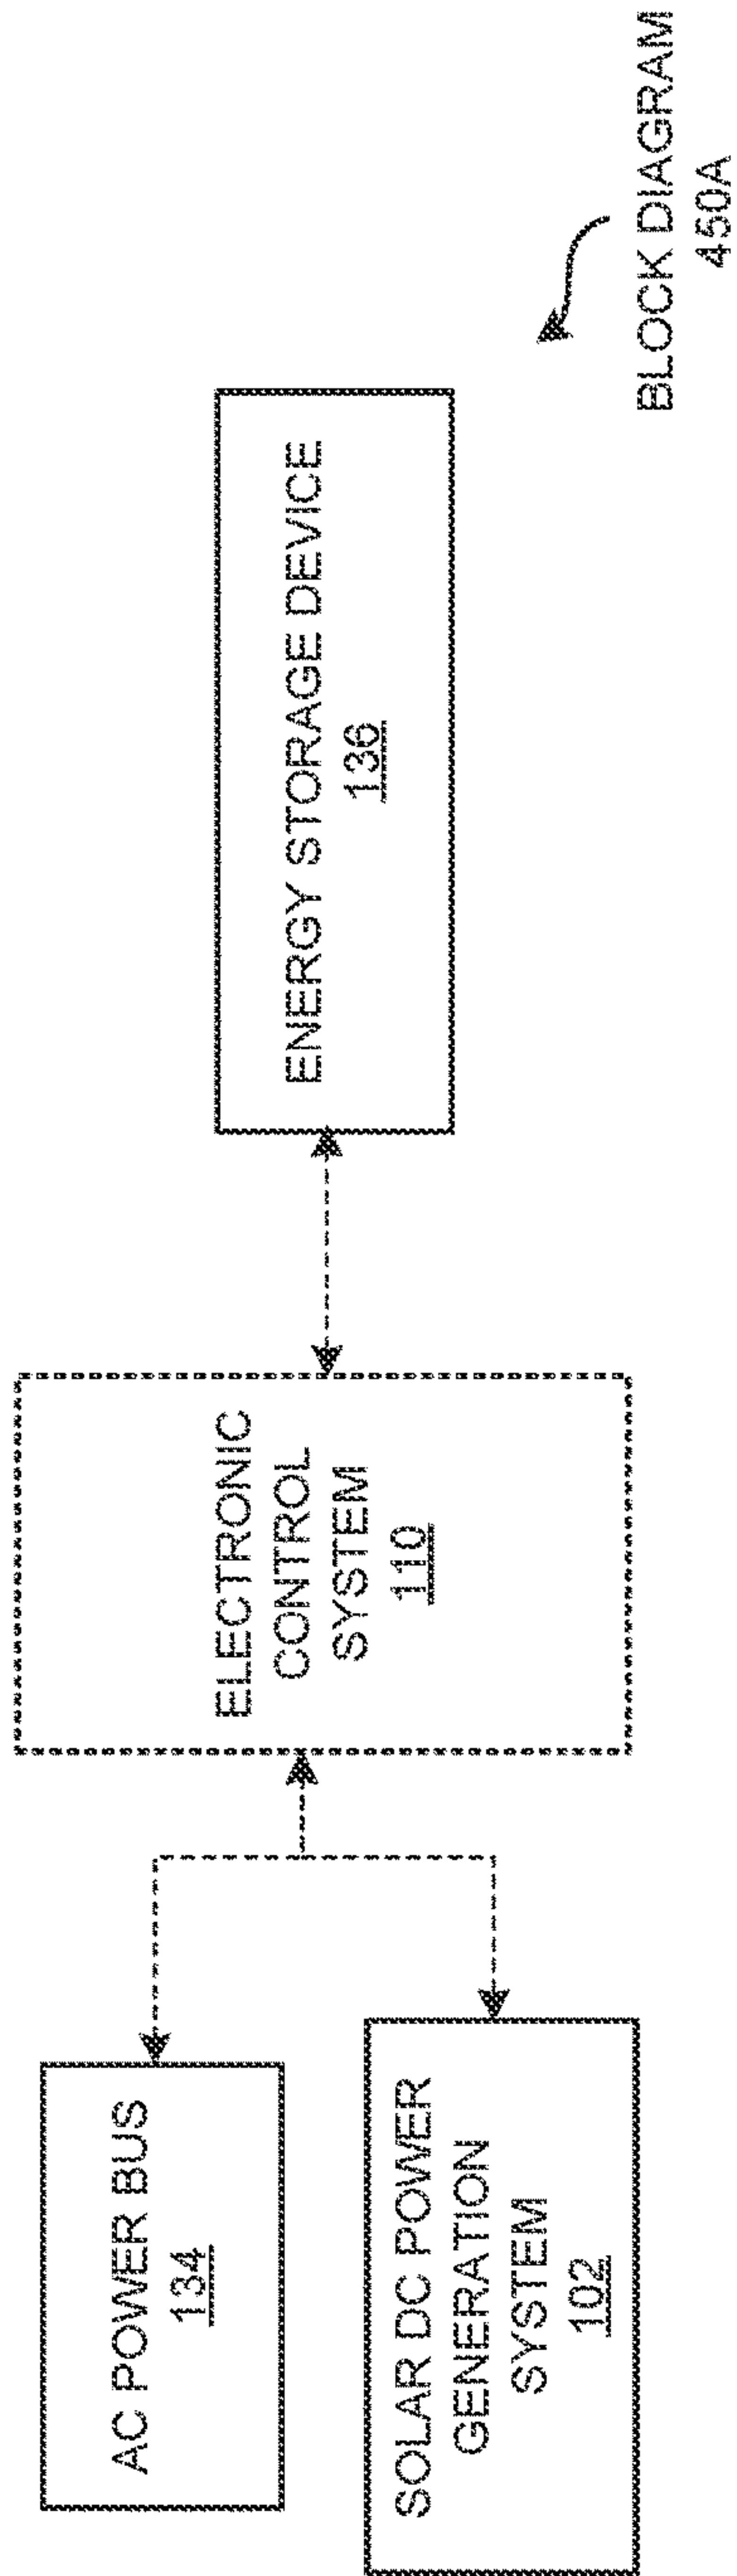 AC POWER BUS
134
SOLAR DC POWER
GENERATION
SYSTEM
102
ELECTRONIC
CONTROL
SYSTEM
110
ENERGY STORAGE DEVICE
136
BLOCK DIAGRAM
450A